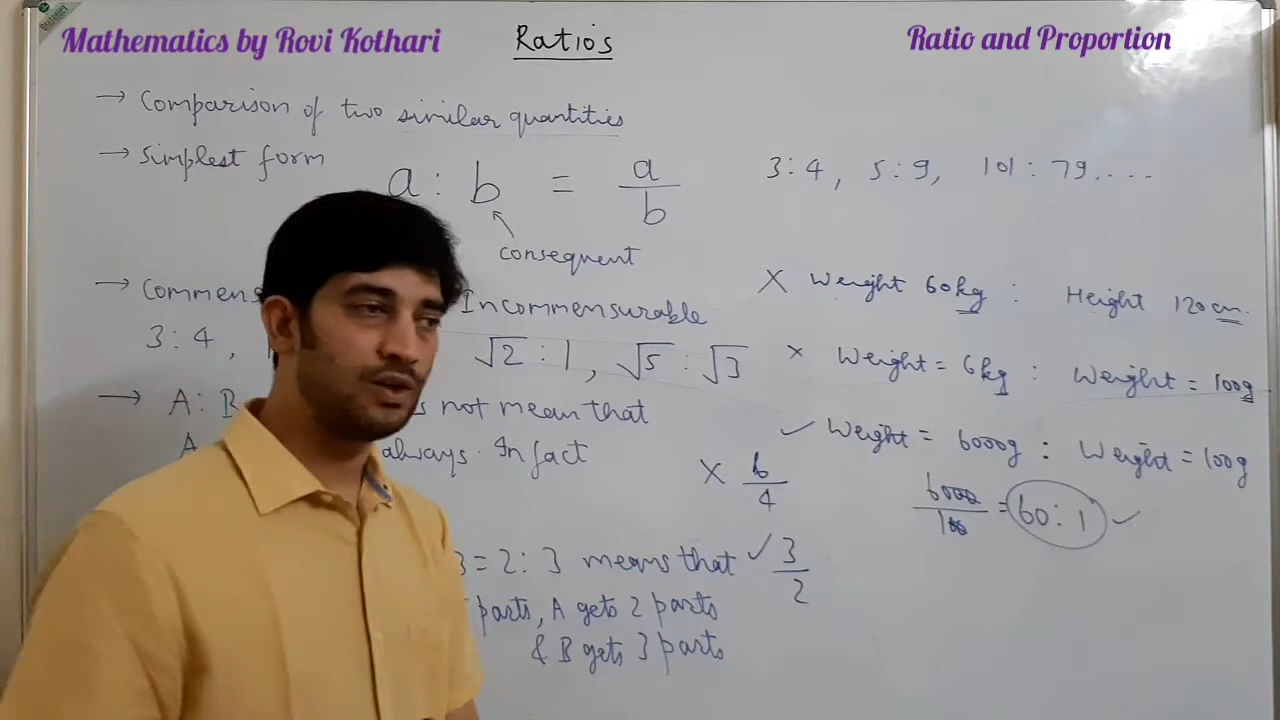 Mathematics by Rovi Kothari
Ratios
Ratio and Proportion
→ Comparison of two similar quantities
→ Simplest form
a : b = a/b
consequent
3:4, 5:9, 101:79....
→ Commens
Incommensurable
3:4,
√2 : 1, √5 : √3
→ A:B
s not mean that
A
always. In fact
3 = 2:3 means that
parts, A gets 2 parts
& B gets 3 parts
X Weight 60kg : Height 120cm.
X Weight = 6kg : Weight = 100g
✓ Weight = 6000g : Weight = 100g
6000/100 = 60:1 ✓
X 6/4
✓ 3/2